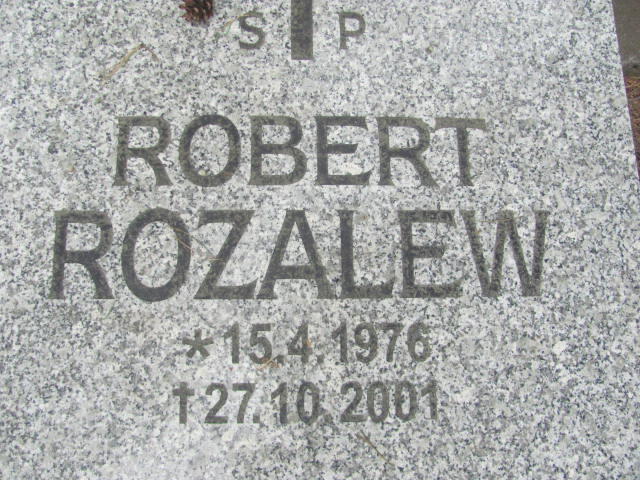 S P
ROBERT
ROZALEW
* 15.4.1976
† 27.10.2001